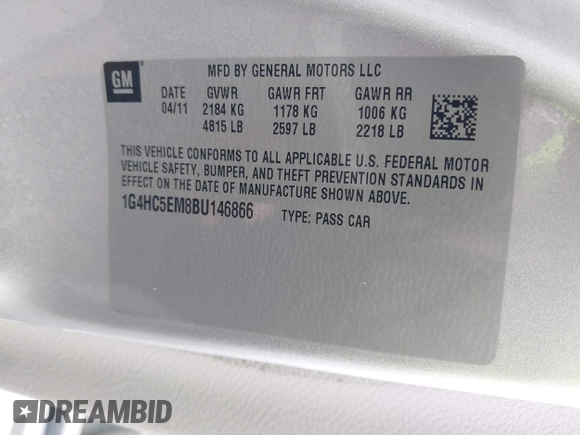 GM
MFD BY GENERAL MOTORS LLC
DATE GVWR GAWR FRT GAWR RR
04/11 2184 KG 1178 KG 1006 KG
4815 LB 2597 LB 2218 LB
THIS VEHICLE CONFORMS TO ALL APPLICABLE U.S. FEDERAL MOTOR
VEHICLE SAFETY, BUMPER, AND THEFT PREVENTION STANDARDS IN
EFFECT ON THE DATE OF MANUFACTURE SHOWN ABOVE.
1G4HC5EM8BU146866 TYPE: PASS CAR
DREAMBID